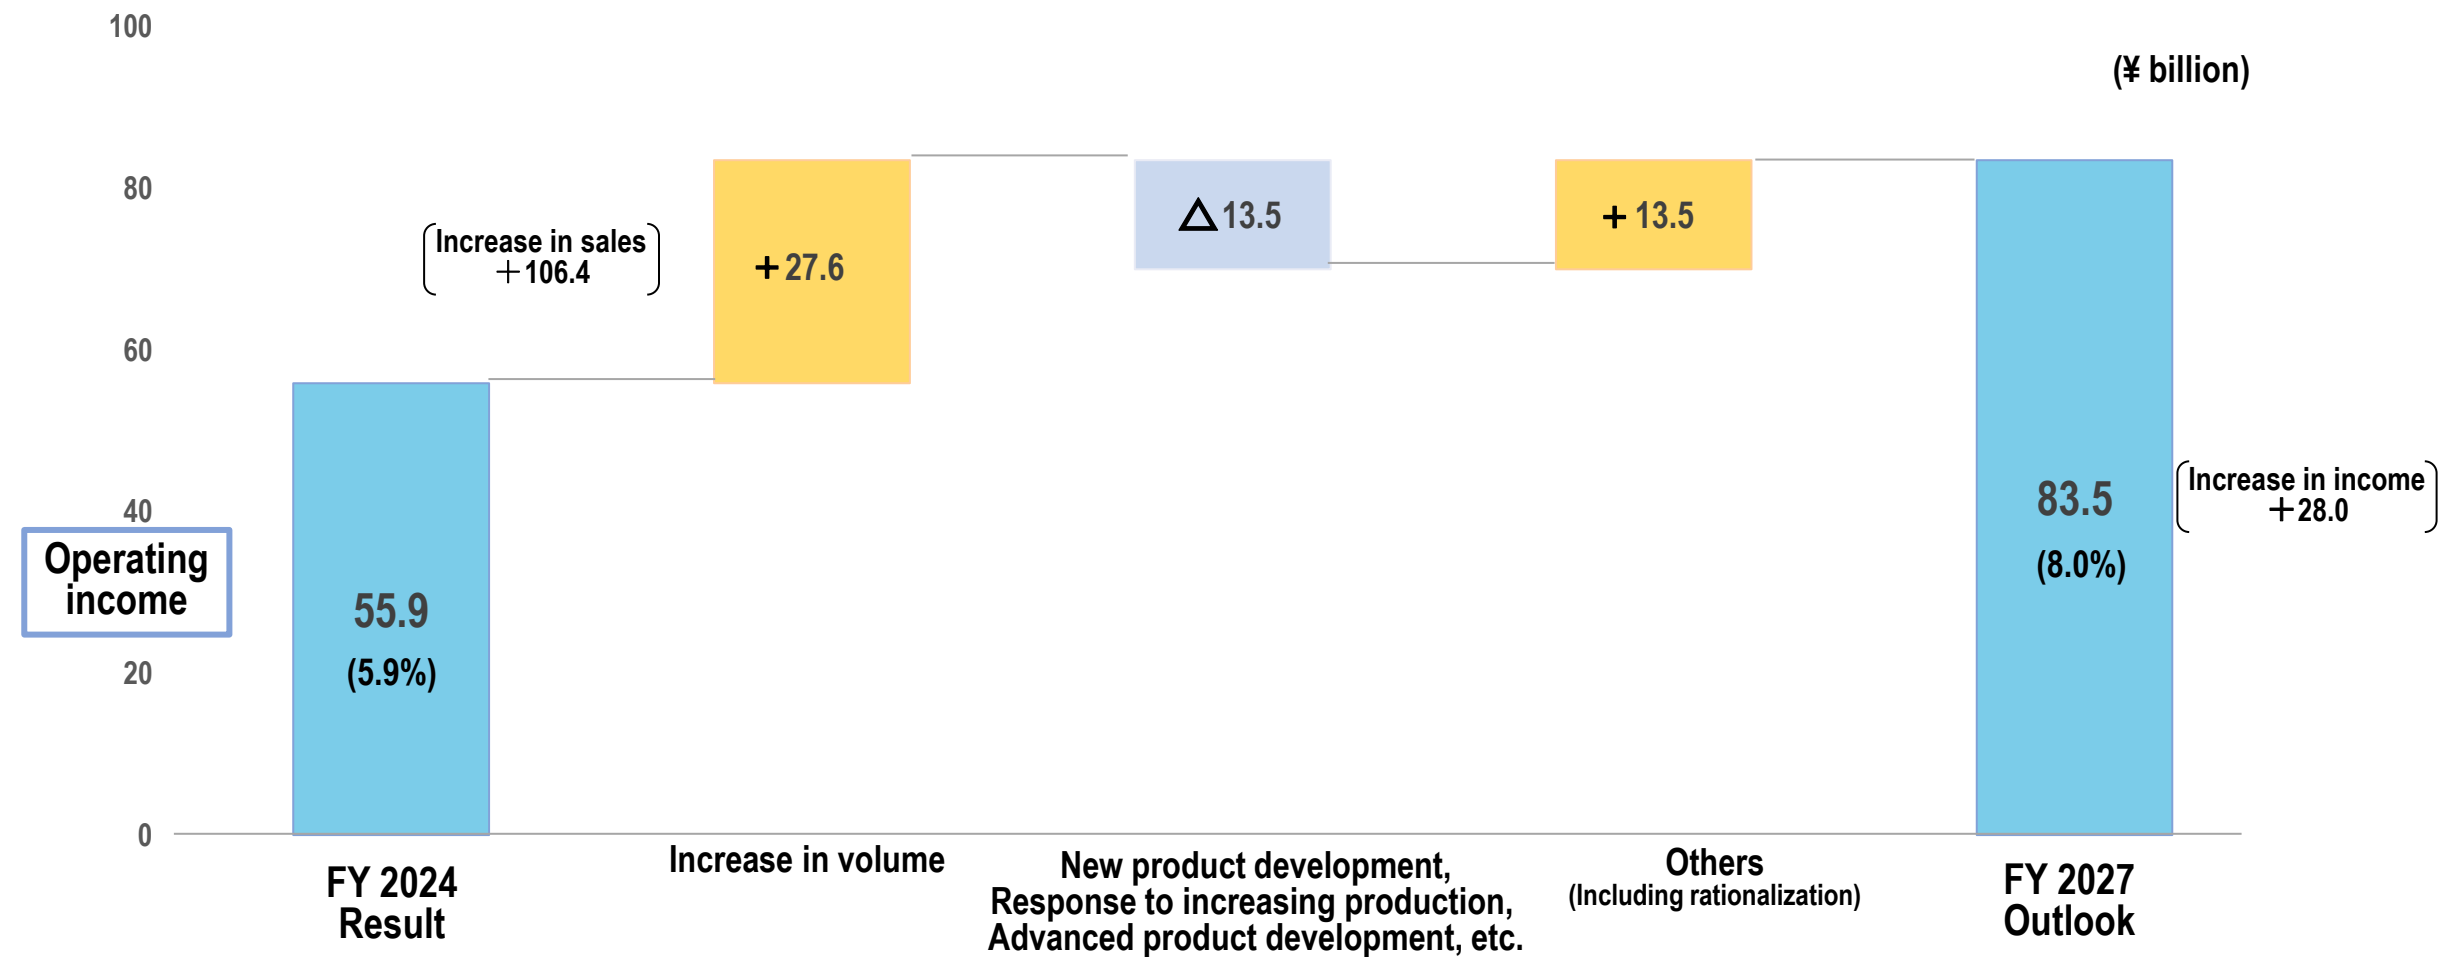 100
(¥ billion)
80
60
40
20
0
Operating
income
Increase in sales
+106.4
+ 27.6
△ 13.5
+ 13.5
55.9
(5.9%)
83.5
(8.0%)
Increase in income
+28.0
FY 2024
Result
Increase in volume
New product development,
Response to increasing production,
Advanced product development, etc.
Others
(Including rationalization)
FY 2027
Outlook